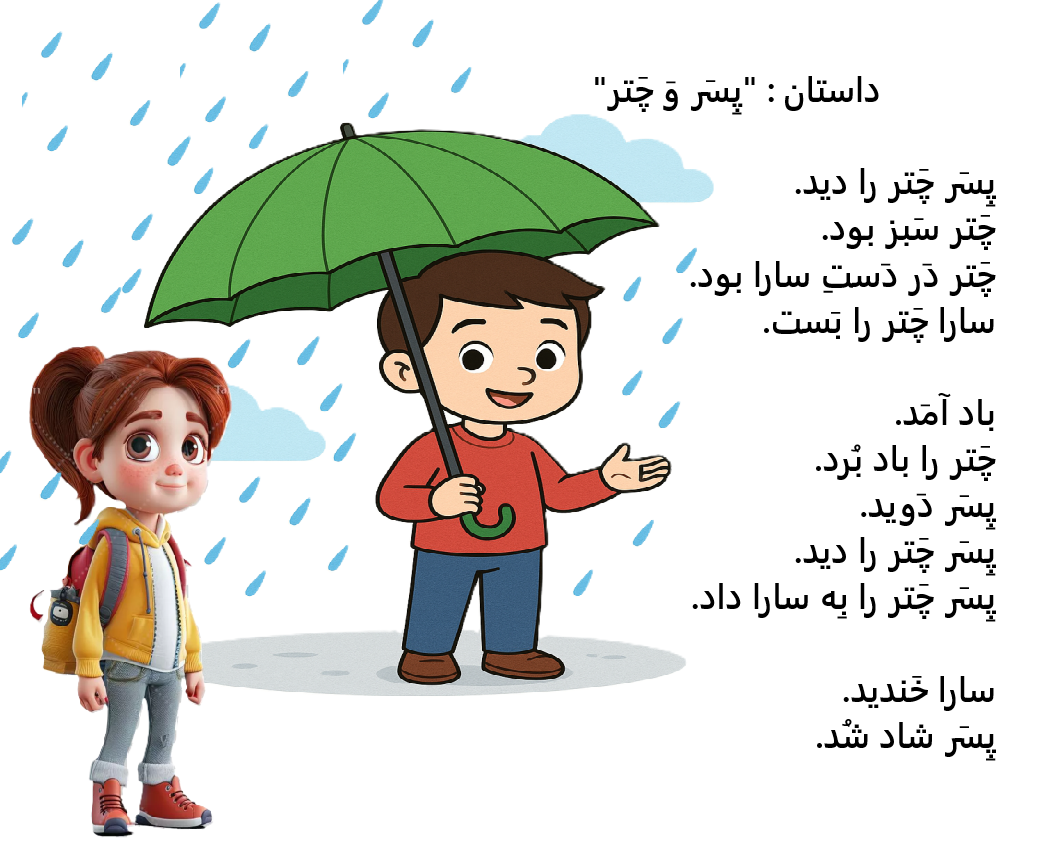 داستان : "پِسَر وَ چَتر"
پِسَر چَتر را دید.
چَتر سَبز بود.
چَتر دَر دَستِ سارا بود.
سارا چَتر را بَست.
باد آمَد.
چَتر را باد بُرد.
پِسَر دَوید.
پِسَر چَتر را دید.
پِسَر چَتر را بِه سارا داد.
سارا خَندید.
پِسَر شاد شُد.